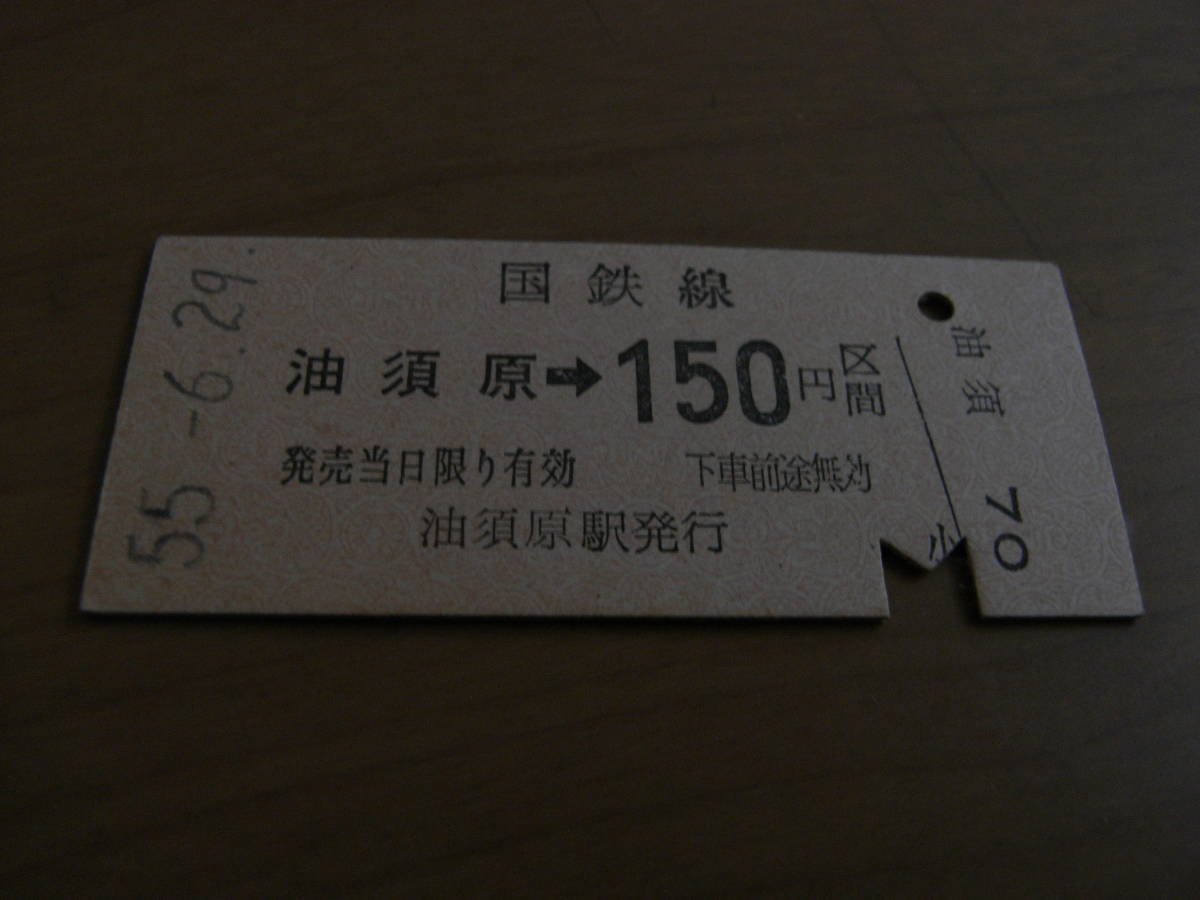 55.-6.29.
国鉄線
油須原➡150円区間
発売当日限り有効 下車前途無効
油須原駅発行
油須
70
小